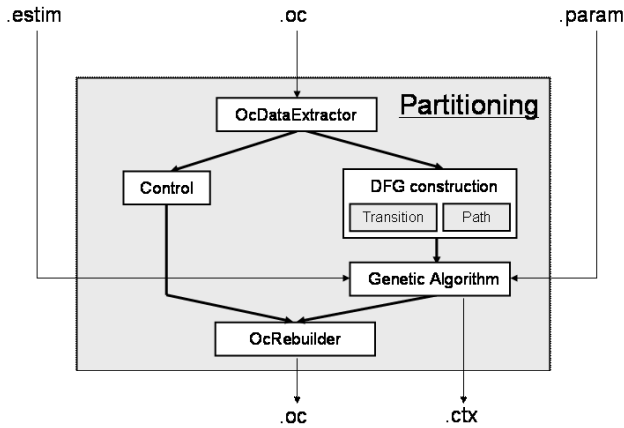 .estim
.oc
.param
Partitioning
OcDataExtractor
Control
DFG construction
Transition
Path
Genetic Algorithm
OcRebuilder
.oc
.ctx